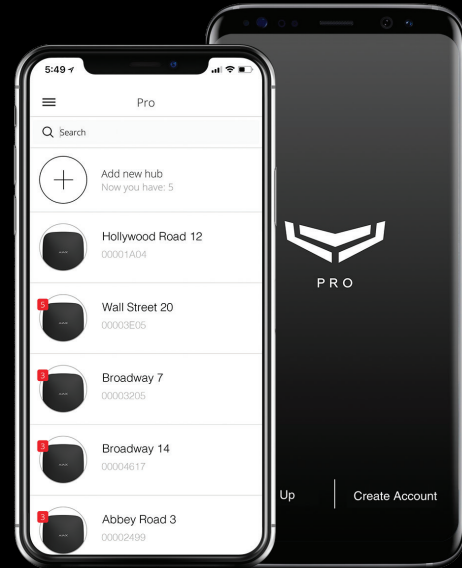 5:49
Pro
Search
Add new hub
Now you have: 5
Hollywood Road 12
00001A04
5
Wall Street 20
00003E05
3
Broadway 7
00003205
3
Broadway 14
00004617
3
Abbey Road 3
00002499
PRO
Up
Create Account